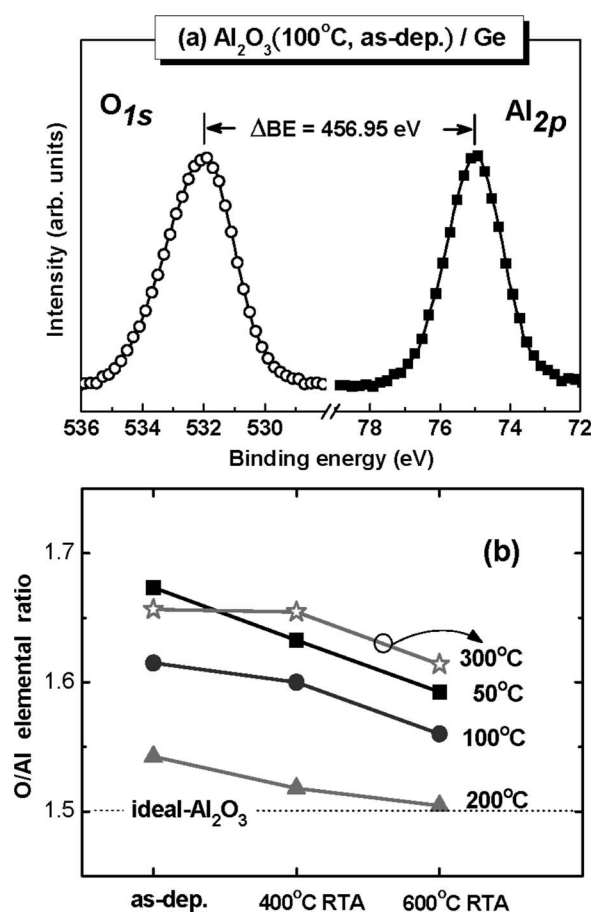 (a) Al₂O₃(100°C, as-dep.) / Ge
O1s
ΔBE = 456.95 eV
Al2p
Intensity (arb. units)
536 534 532 530 78 76 74 72
Binding energy (eV)
(b)
O/Al elemental ratio
1.7
1.6
1.5
300°C
50°C
100°C
200°C
ideal-Al₂O₃
as-dep. 400°C RTA 600°C RTA